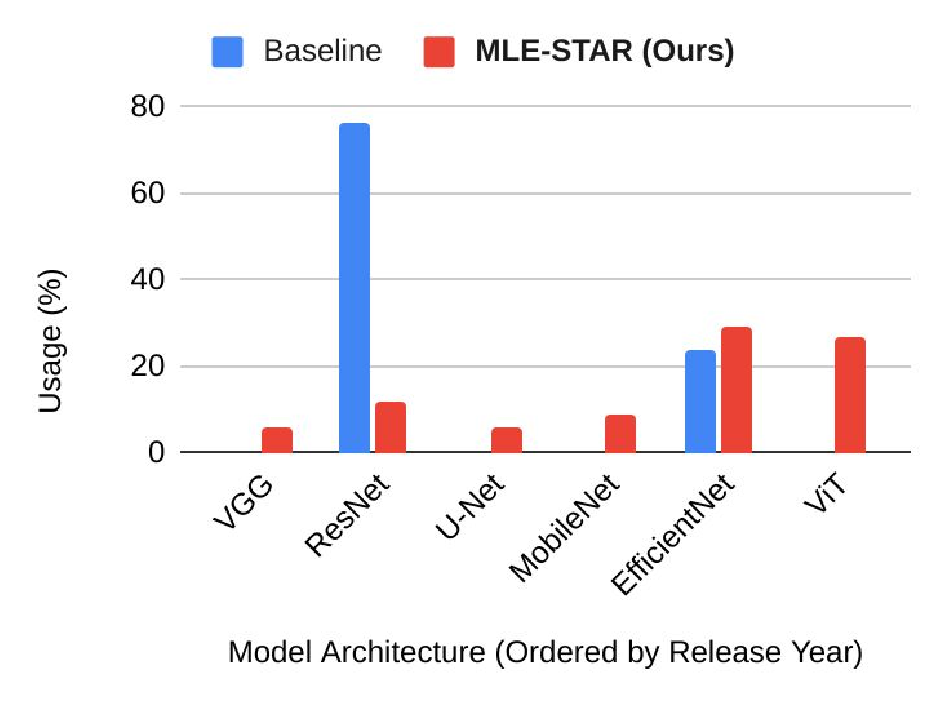 Baseline MLE-STAR (Ours)
80
60
40
20
0
Usage (%)
VGG
ResNet
U-Net
MobileNet
EfficientNet
ViT
Model Architecture (Ordered by Release Year)